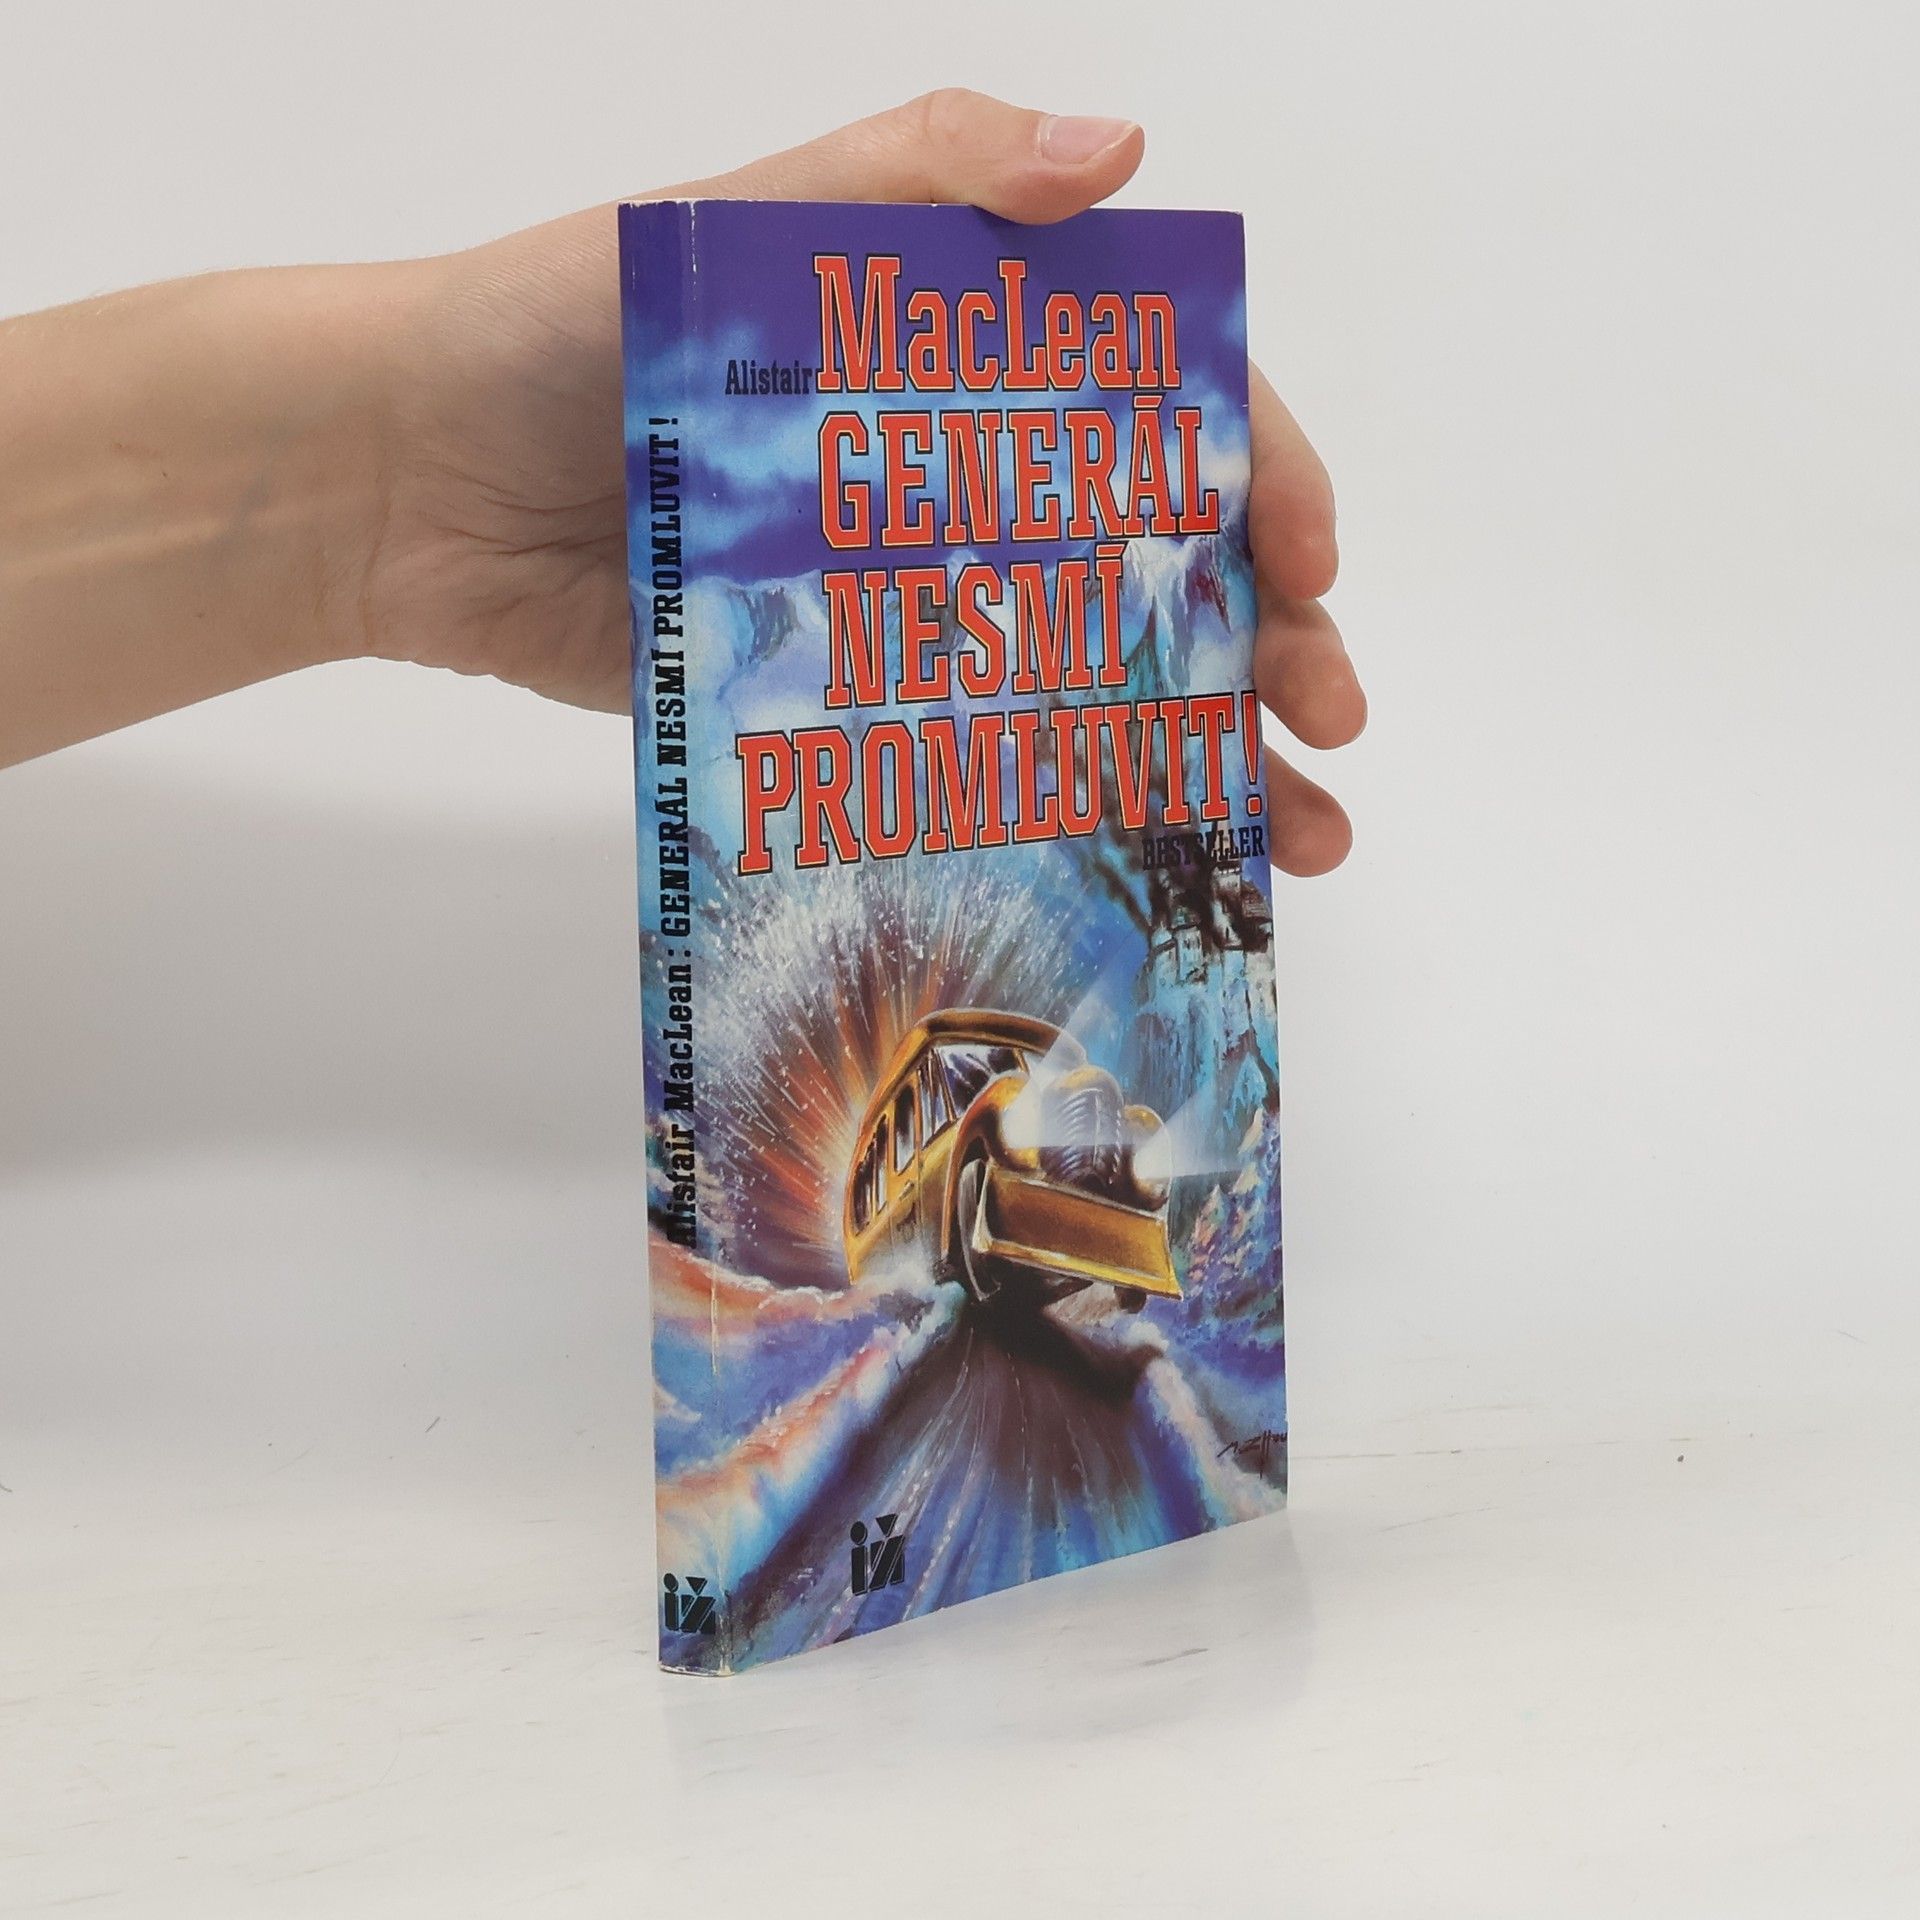 Alistair MacLean
GENERÁL
NESMÍ
PROMLUVIT!
BESTSELLER
Alistair MacLean: GENERÁL NESMÍ PROMLUVIT!
iž
iž